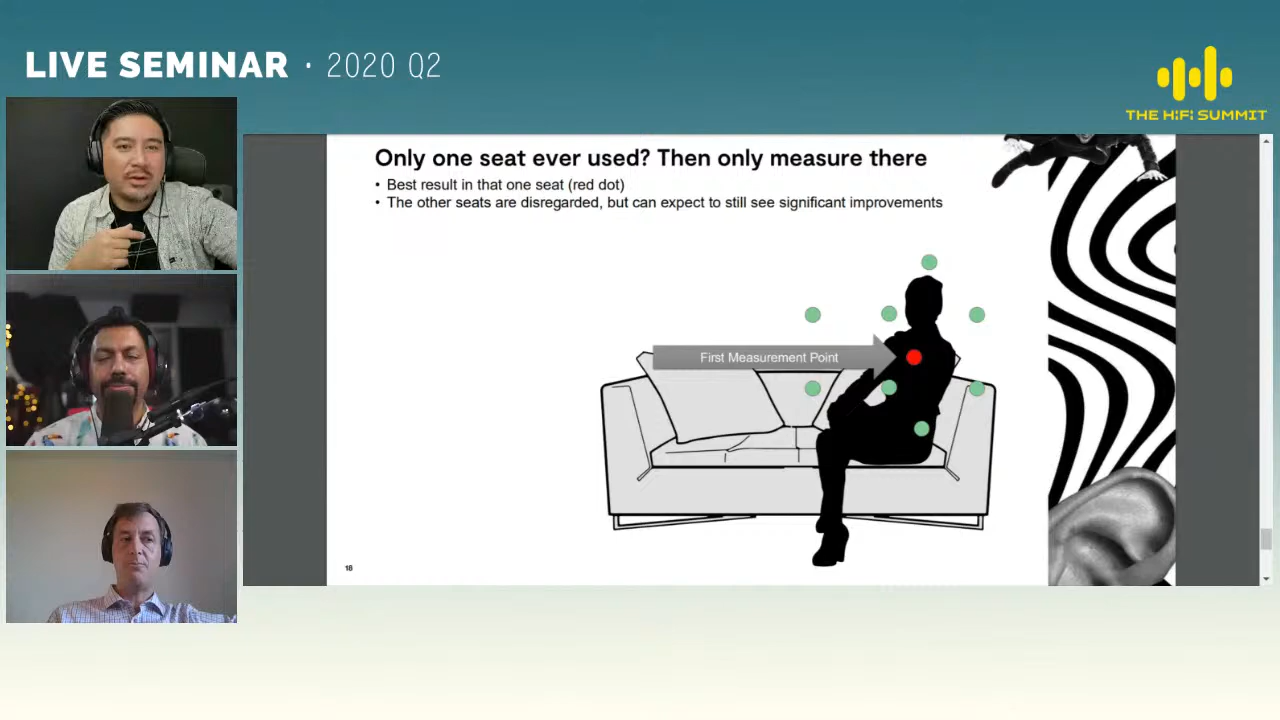 LIVE SEMINAR · 2020 Q2
THE HIFI SUMMIT
Only one seat ever used? Then only measure there
• Best result in that one seat (red dot)
• The other seats are disregarded, but can expect to still see significant improvements
First Measurement Point
18